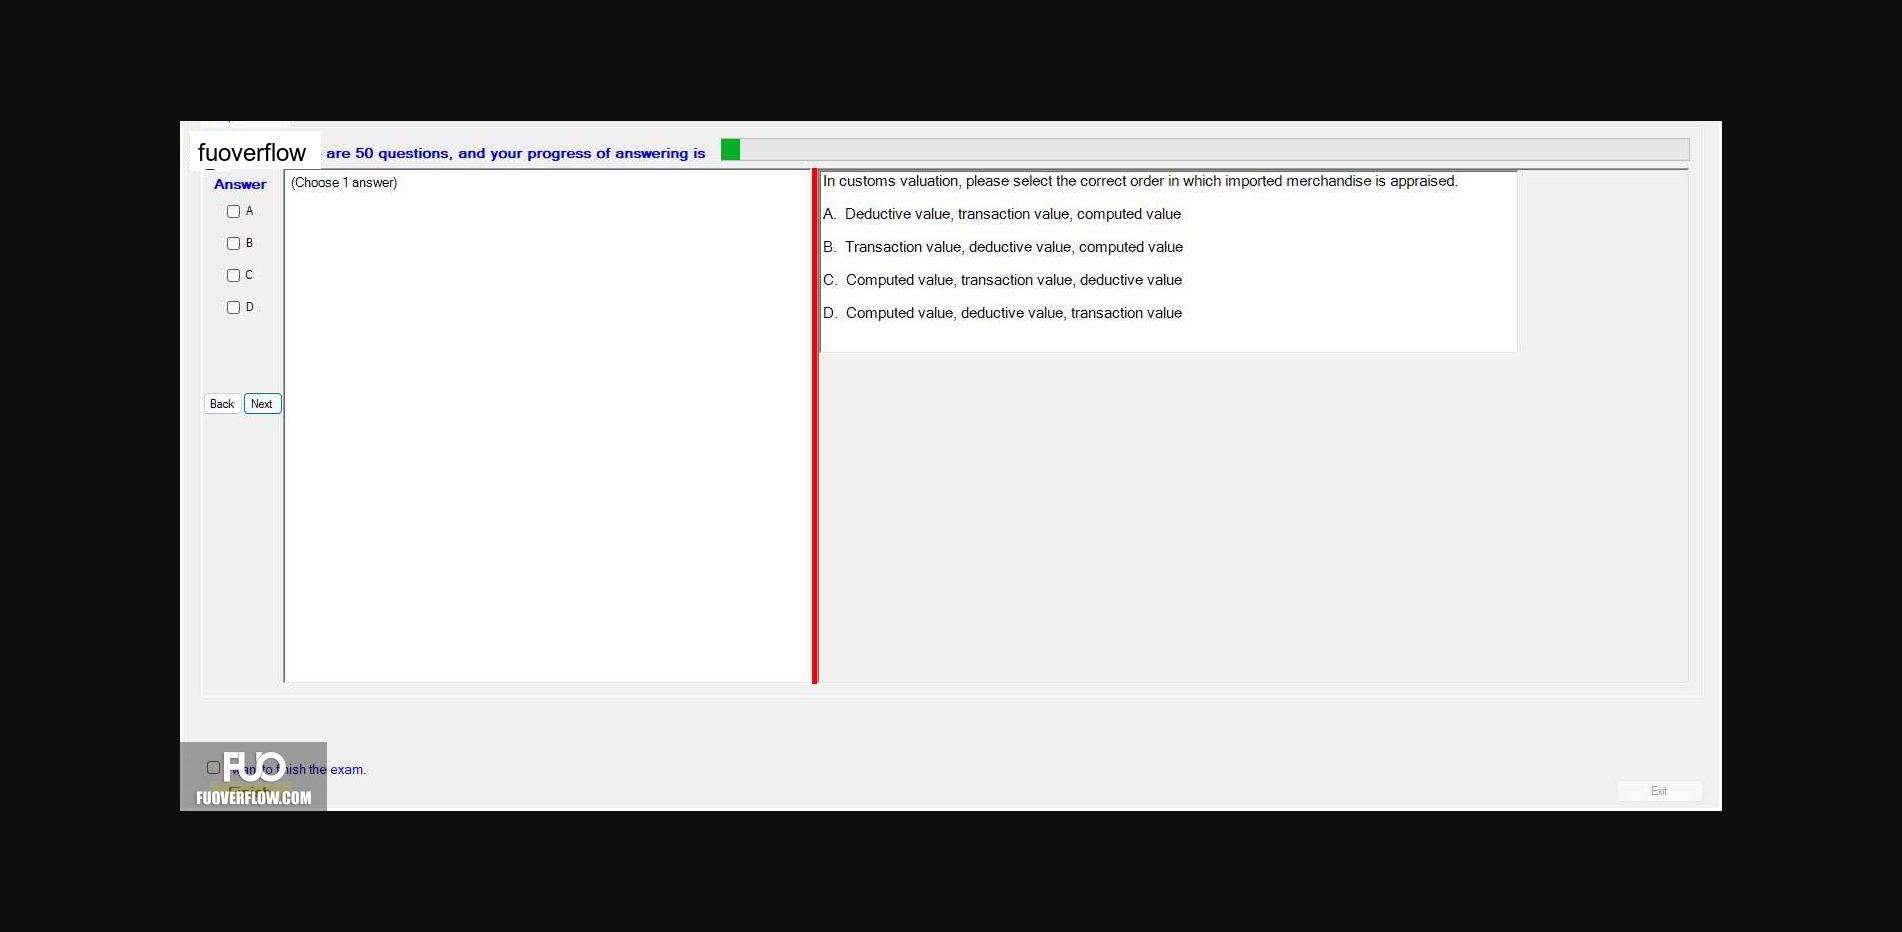 fuoverflow are 50 questions, and your progress of answering is
Answer
(Choose 1 answer)
A
B
C
D
Back Next
In customs valuation, please select the correct order in which imported merchandise is appraised.
A. Deductive value, transaction value, computed value
B. Transaction value, deductive value, computed value
C. Computed value, transaction value, deductive value
D. Computed value, deductive value, transaction value
FUO
want to finish the exam.
Finish
FUOVERFLOW.COM
Exit